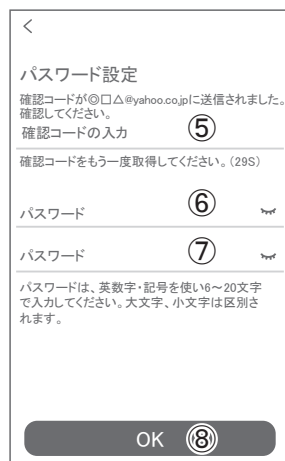 <
パスワード設定
確認コードが◎□△@yahoo.co.jpに送信されました。
確認してください。
確認コードの入力 ⑤
確認コードをもう一度取得してください。(29S)
パスワード ⑥
パスワード ⑦
パスワードは、英数字・記号を使い6〜20文字
で入力してください。大文字、小文字は区別さ
れます。
OK ⑧